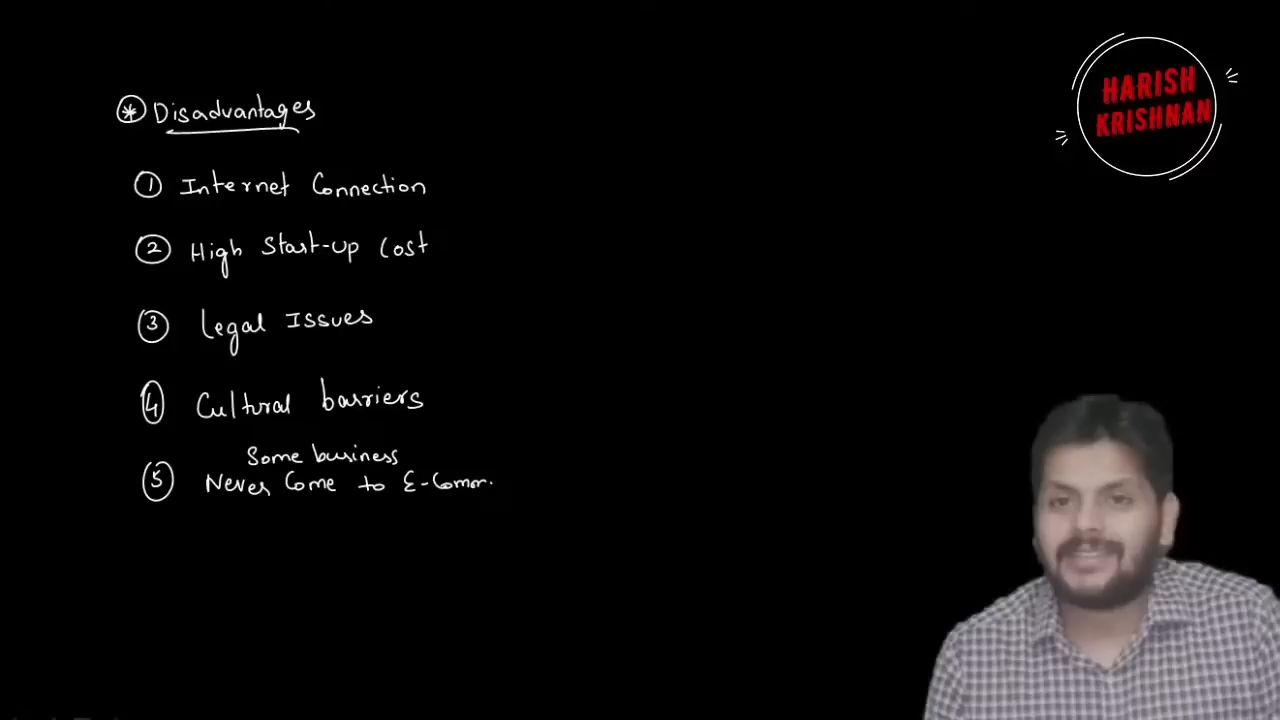 HARISH
KRISHNAN
* Disadvantages
1 Internet Connection
2 High Start-up Cost
3 Legal Issues
4 Cultural barriers
Some business
5 Never Come to E-Comm.